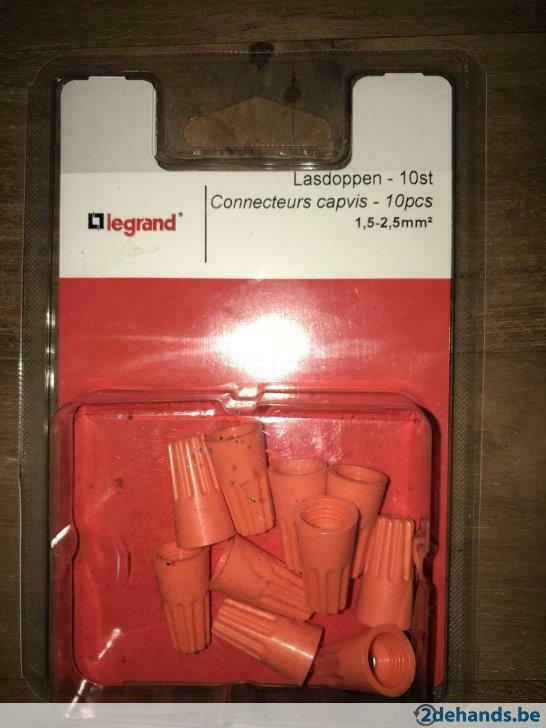 Lasdoppen - 10st
Connecteurs capvis - 10pcs
1,5-2,5mm²
legrand®
2dehands.be